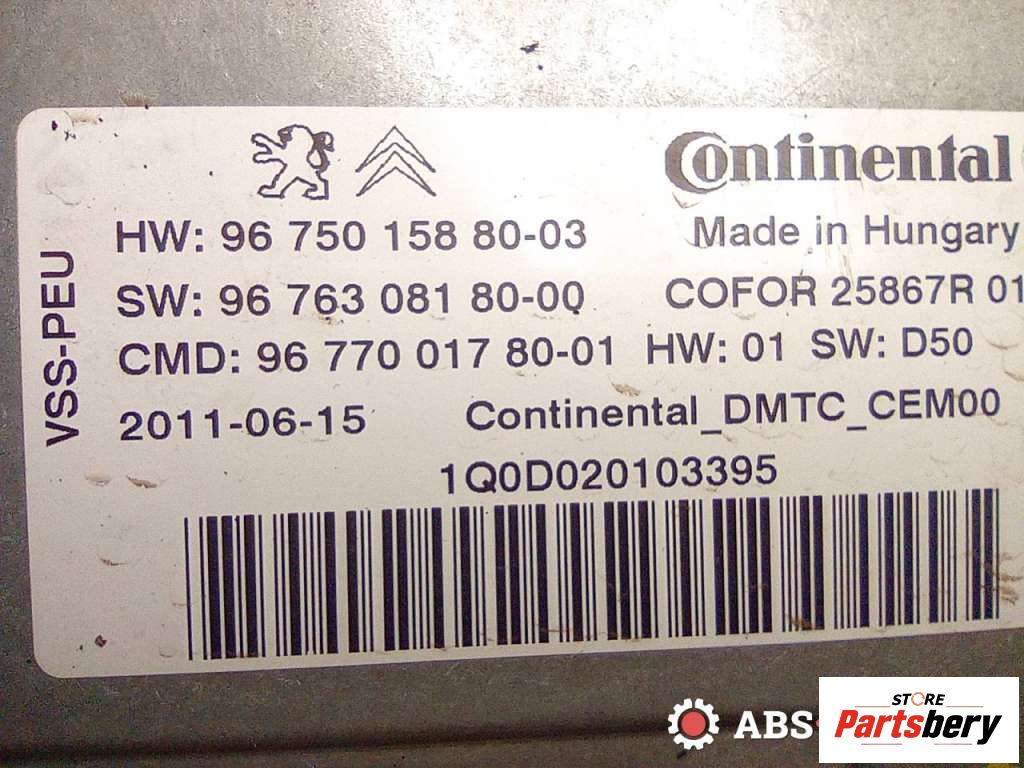 Continental
HW: 96 750 158 80-03
Made in Hungary
SW: 96 763 081 80-00
COFOR 25867R 01
CMD: 96 770 017 80-01 HW: 01 SW: D50
2011-06-15
Continental_DMTC_CEM00
1Q0D020103395
VSS-PEU
ABS
STORE
Partsbery